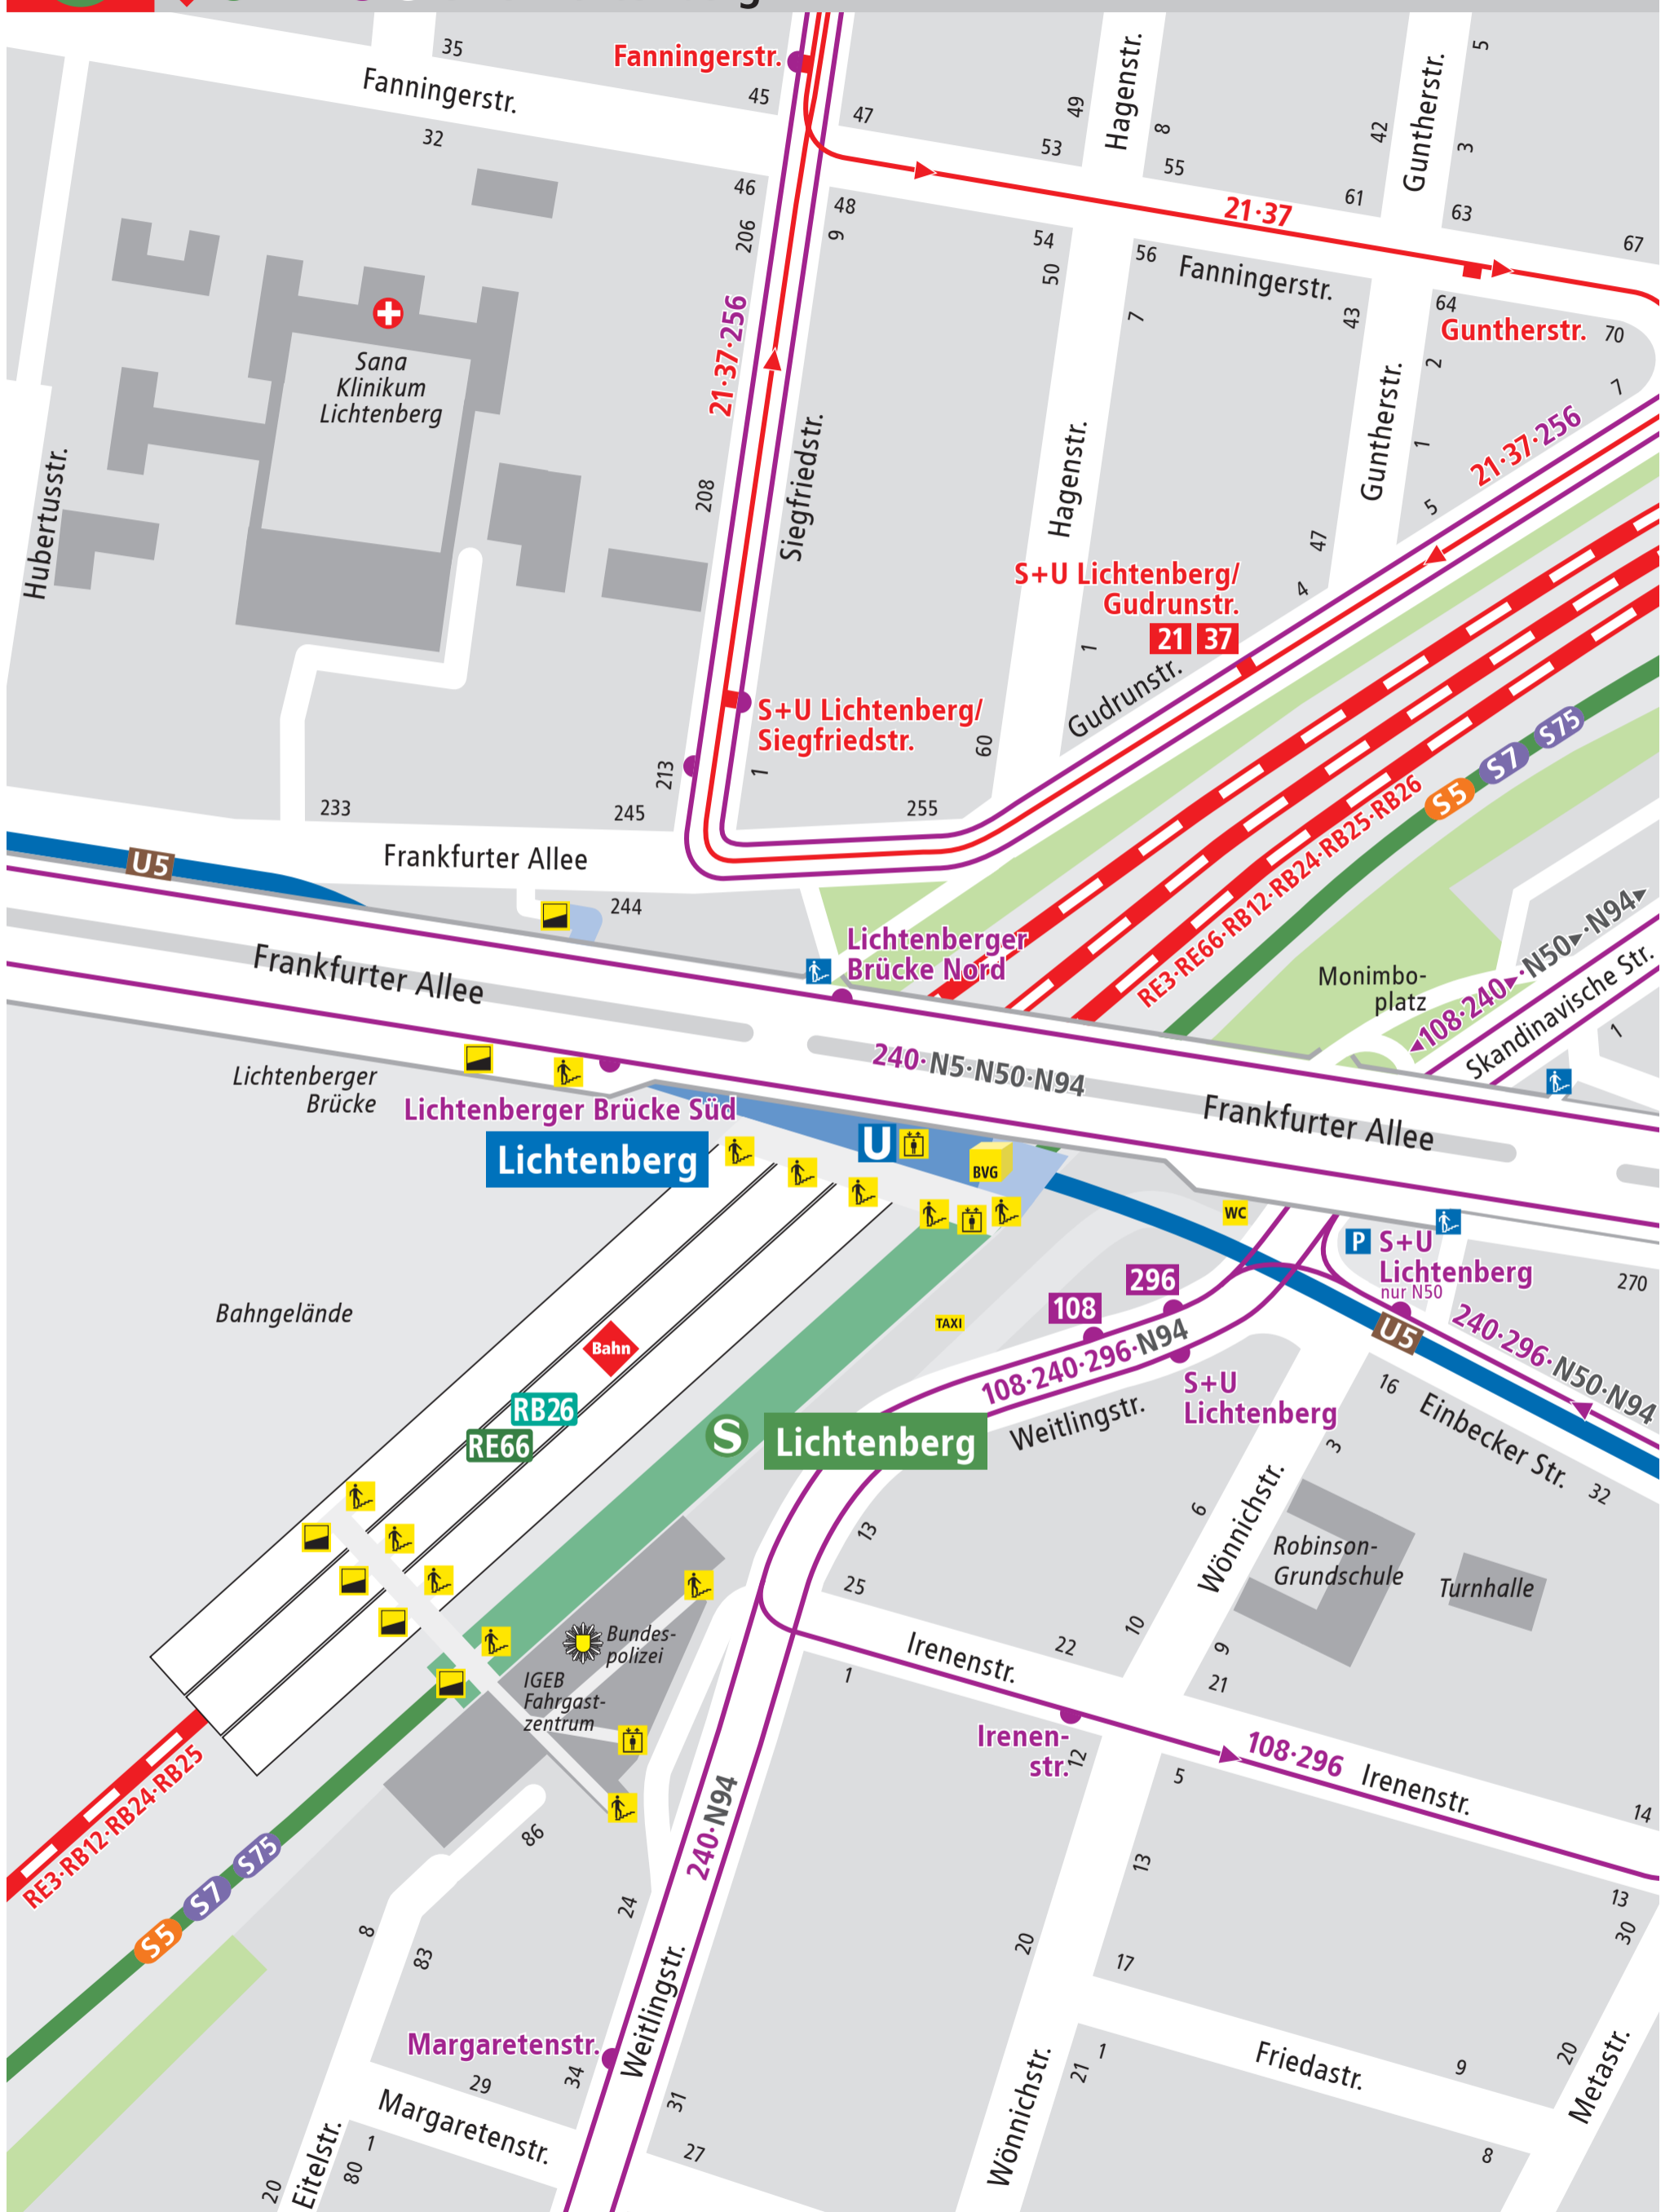 35
Fanningerstr.
Fanningerstr.
45
47
49
Hagenstr.
8
42
Guntherstr.
5
3
32
53
55
61
63
67
46
206
48
9
21·37
54
50
56
Fanningerstr.
7
43
64
Guntherstr.
70
2
7
Sana
Klinikum
Lichtenberg
21·37·256
208
Siegfriedstr.
Hagenstr.
Guntherstr.
1
5
21·37·256
47
4
Hubertusstr.
S+U Lichtenberg/
Gudrunstr.
21
37
1
Gudrunstr.
S+U Lichtenberg/
Siegfriedstr.
60
213
1
S75
S7
S5
RE3·RE66·RB12·RB24·RB25·RB26
233
245
255
U5
Frankfurter Allee
244
Frankfurter Allee
Lichtenberger
Brücke Nord
Monimbo-
platz
108·240·N50·N94
Skandinavische Str.
1
240·N5·N50·N94
Frankfurter Allee
Lichtenberger
Brücke
Lichtenberger Brücke Süd
Lichtenberg
U
BVG
WC
P
S+U
Lichtenberg
nur N50
270
Bahngelände
TAXI
108
296
108·240·296·N94
U5
240·296·N50·N94
S+U
Lichtenberg
Weitlingstr.
16
Einbecker Str.
32
Bahn
RB26
RE66
S
Lichtenberg
13
25
3
6
Wönnichstr.
Robinson-
Grundschule
Turnhalle
10
9
21
22
Irenenstr.
1
Bundes-
polizei
IGEB
Fahrgast-
zentrum
Irenen-
str.
12
5
108·296
Irenenstr.
14
13
30
RE3·RB12·RB24·RB25
S75
S7
S5
86
240·N94
24
8
83
13
20
17
Weitlingstr.
Margaretenstr.
34
29
Margaretenstr.
31
27
1
80
20
Eitelstr.
Wönnichstr.
21
1
Friedastr.
9
20
Metastr.
8